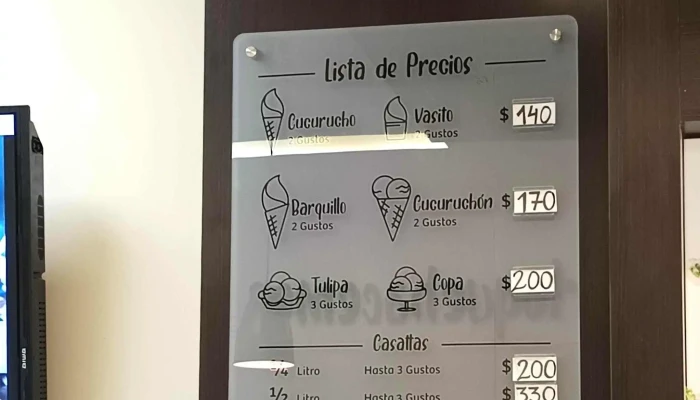 Lista de Precios
Cucurucho Vasito $ 140
2 Gustos 2 Gustos
Barquillo Cucuruchón $ 170
2 Gustos 2 Gustos
Tulipa Copa $ 200
3 Gustos 3 Gustos
Casattas
1/4 Litro Hasta 3 Gustos $ 200
1/2 Litro Hasta 3 Gustos $ 330
aiwa